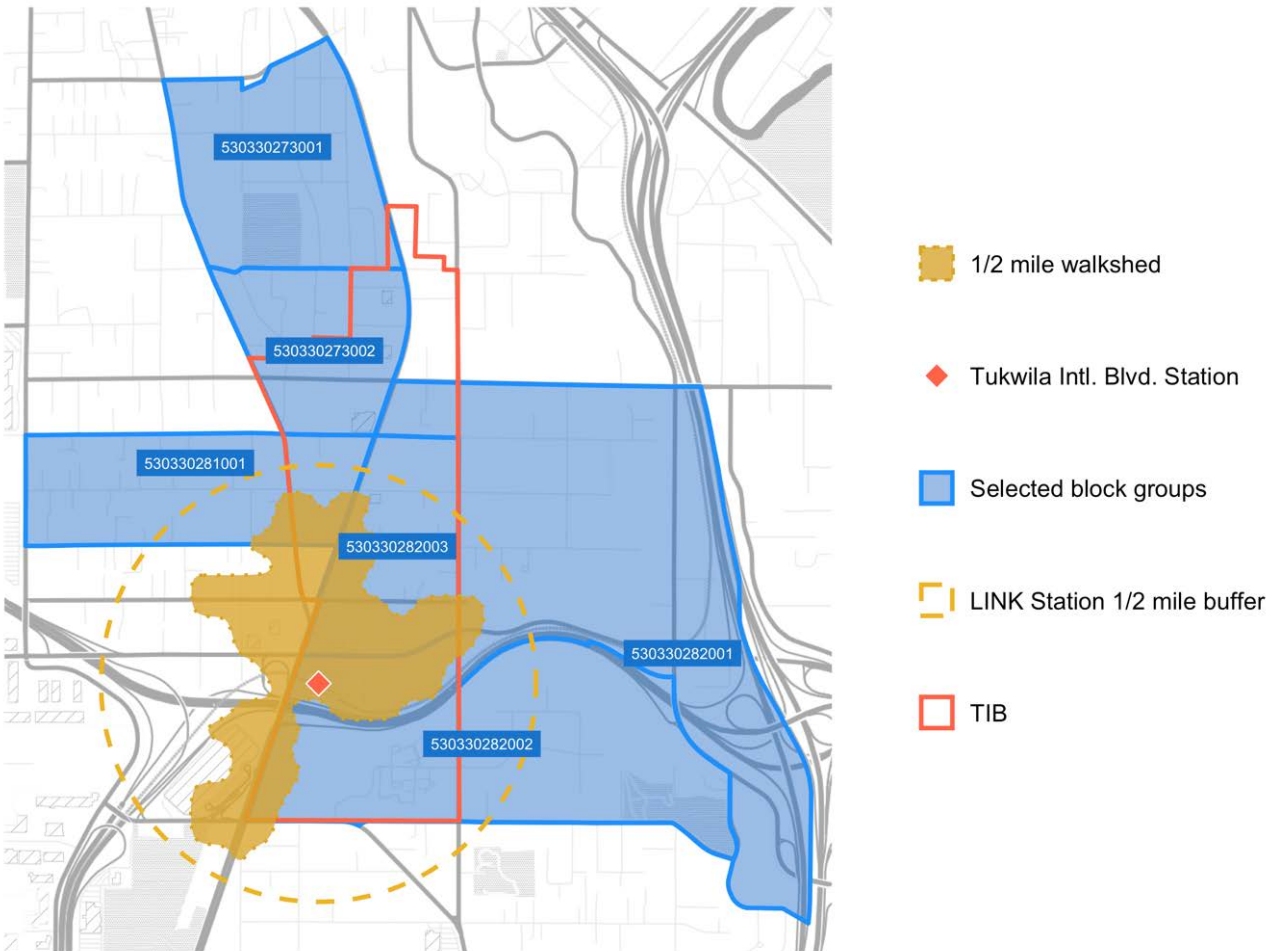 530330273001
530330273002
530330281001
530330282003
530330282001
530330282002
1/2 mile walkshed
Tukwila Intl. Blvd. Station
Selected block groups
LINK Station 1/2 mile buffer
TIB